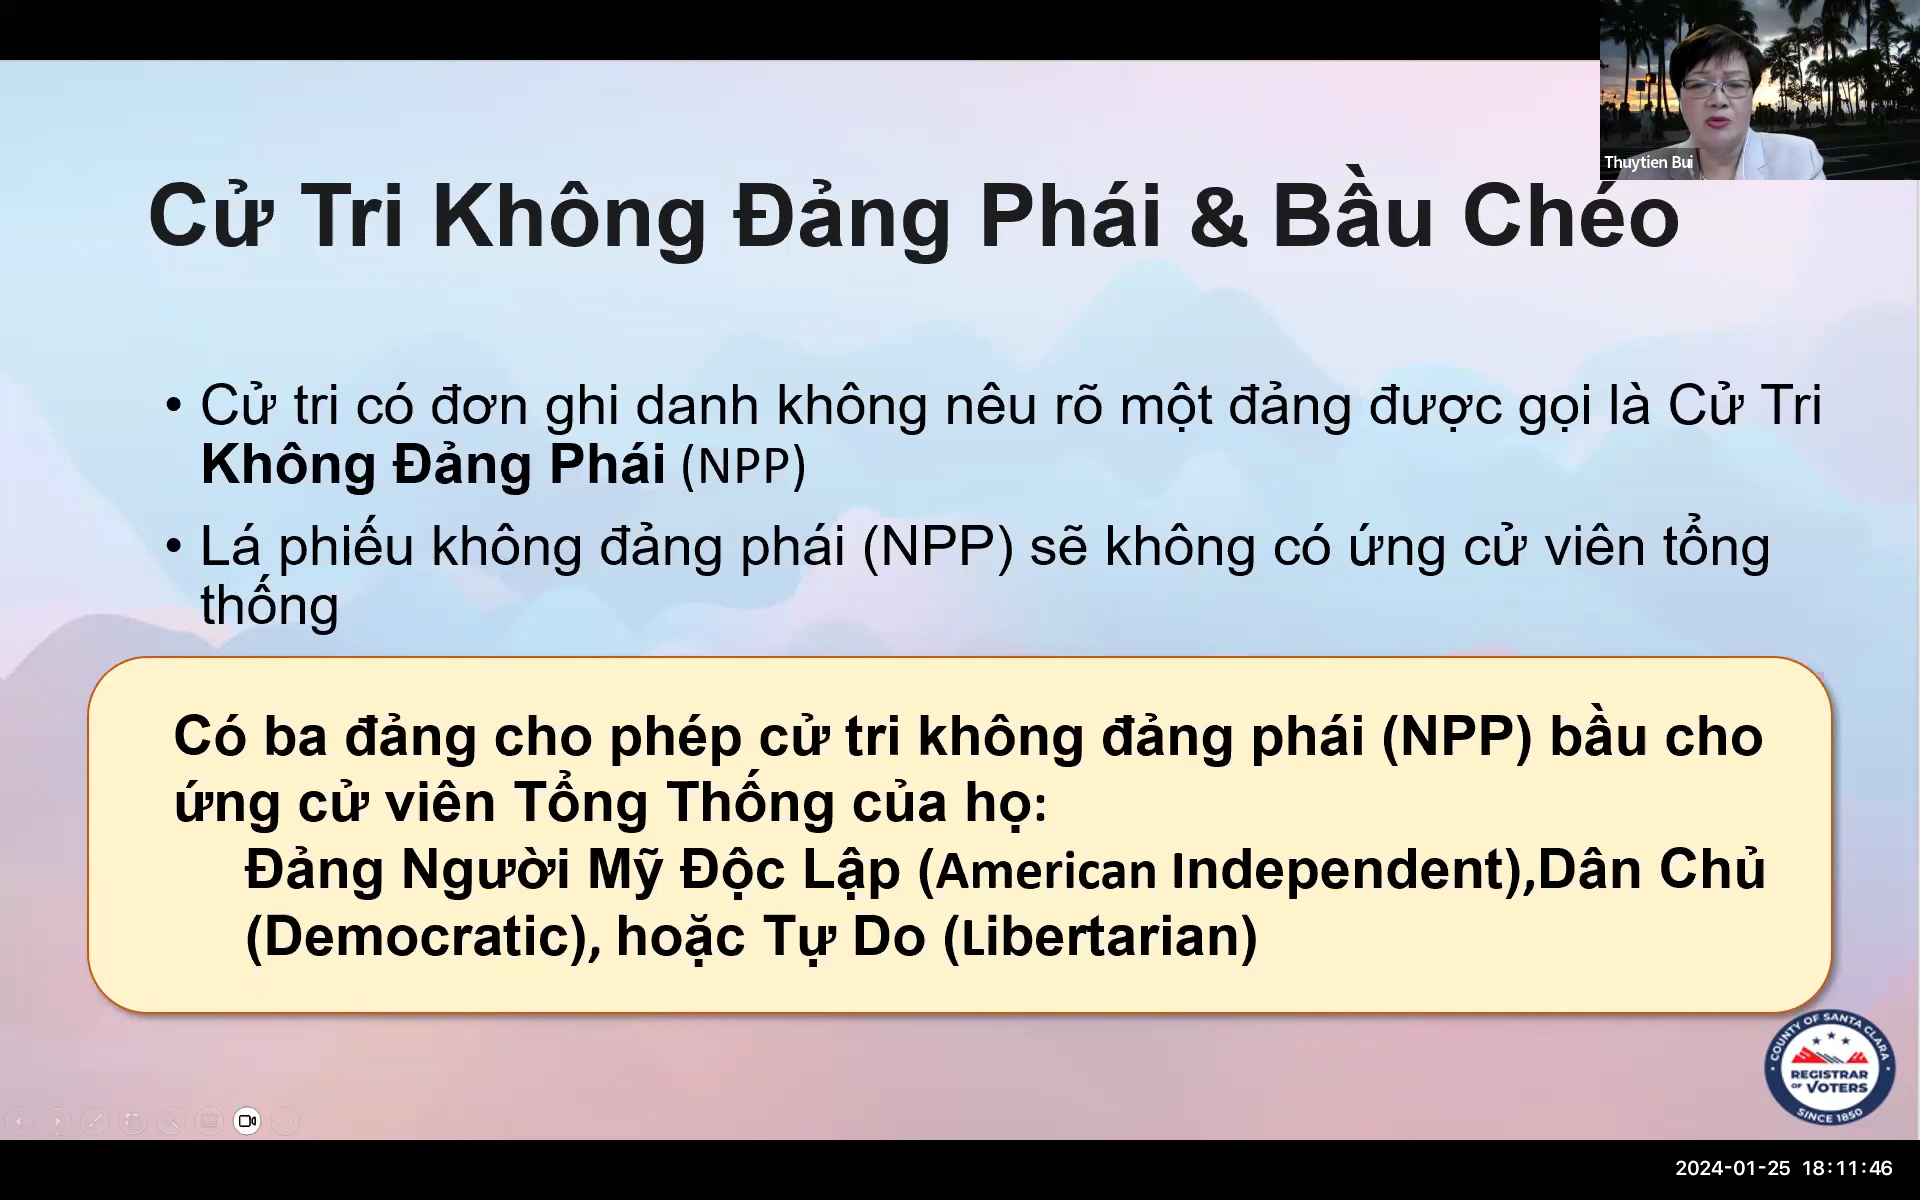 Thuytien Bui
Cử Tri Không Đảng Phái & Bầu Chéo
• Cử tri có đơn ghi danh không nêu rõ một đảng được gọi là Cử Tri
Không Đảng Phái (NPP)
• Lá phiếu không đảng phái (NPP) sẽ không có ứng cử viên tổng
thống
Có ba đảng cho phép cử tri không đảng phái (NPP) bầu cho
ứng cử viên Tổng Thống của họ:
Đảng Người Mỹ Độc Lập (American Independent),Dân Chủ
(Democratic), hoặc Tự Do (Libertarian)
COUNTY OF SANTA CLARA
REGISTRAR
OF VOTERS
SINCE 1850
2024-01-25 18:11:46